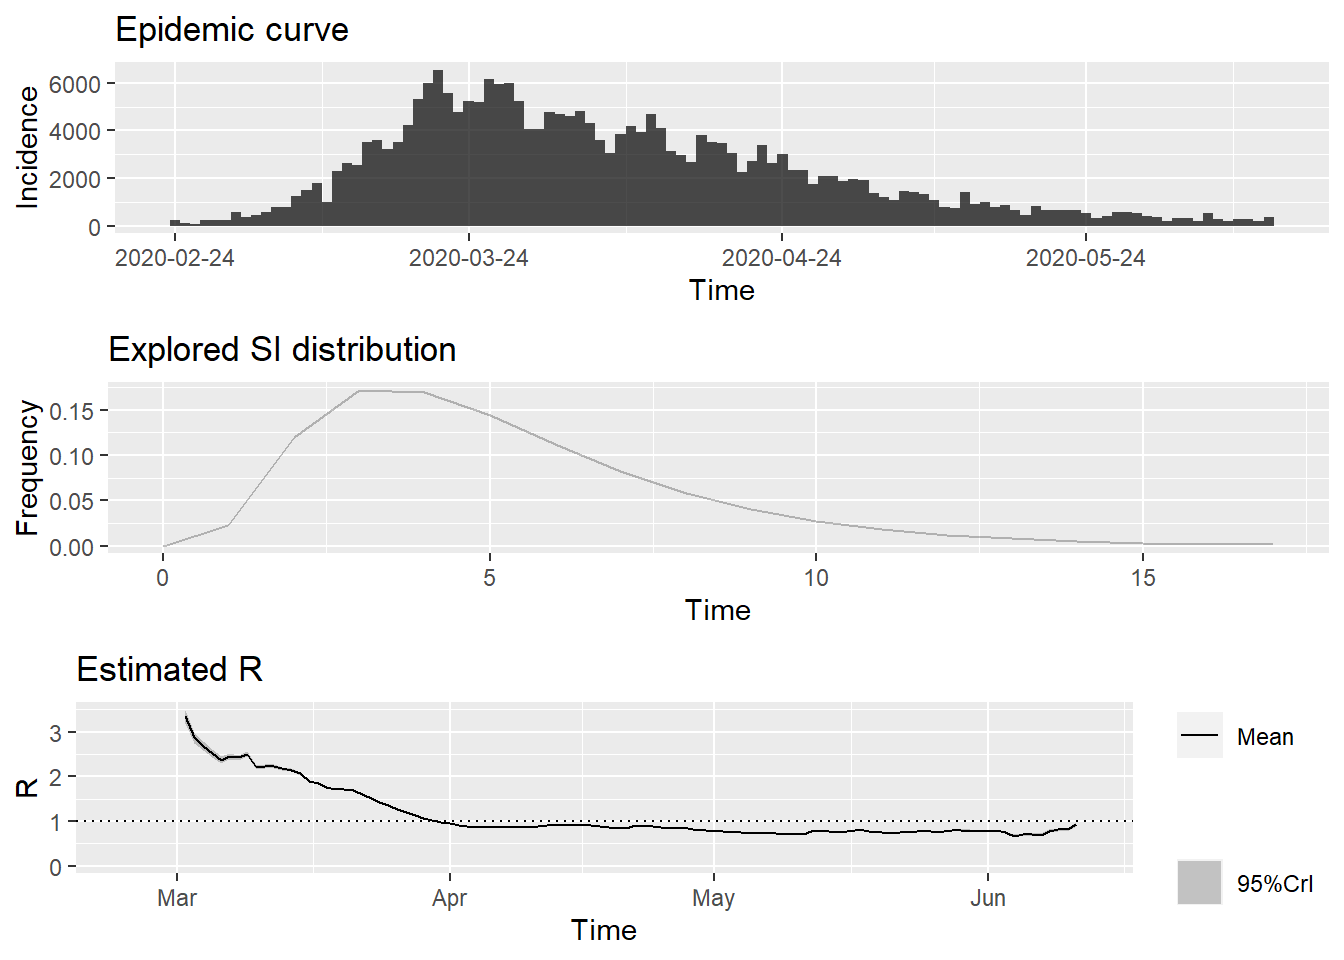 Epidemic curve
6000
4000
2000
0
Incidence
2020-02-24 2020-03-24 2020-04-24 2020-05-24
Time
Explored SI distribution
0.15
0.10
0.05
0.00
Frequency
0 5 10 15
Time
Estimated R
3
2
1
0
R
Mar Apr May Jun
Time
Mean
95%CrI